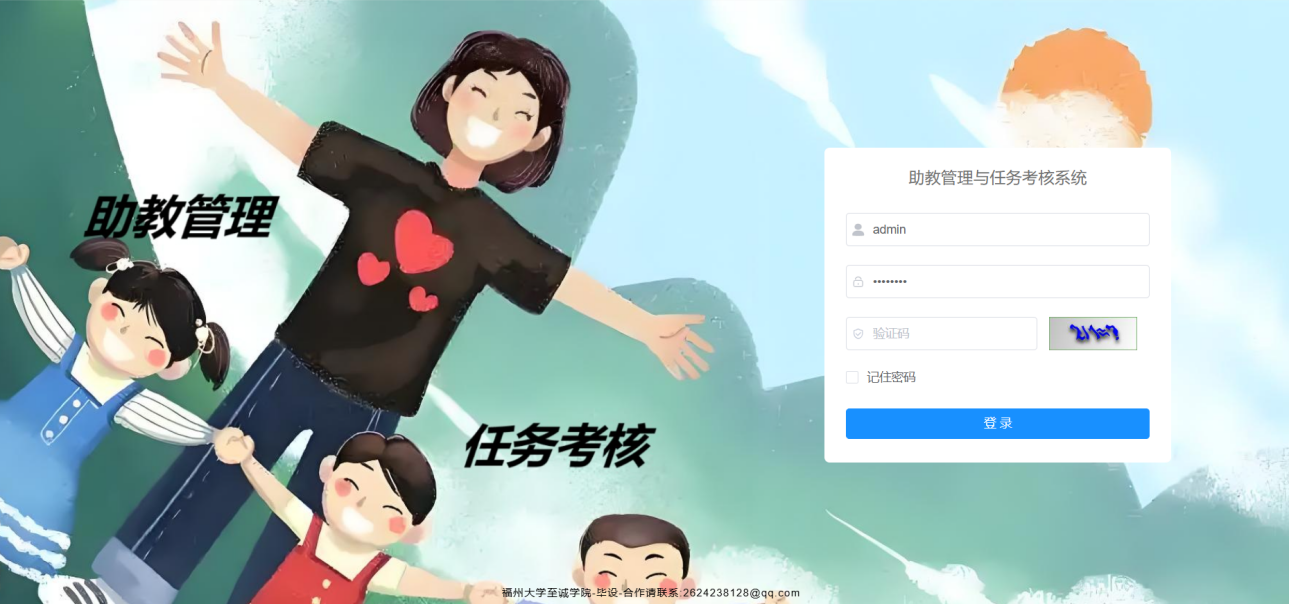 助教管理
任务考核
助教管理与任务考核系统
admin
••••••••
验证码
记住密码
登 录
福州大学至诚学院-毕设-合作请联系:2624238128@qq.com